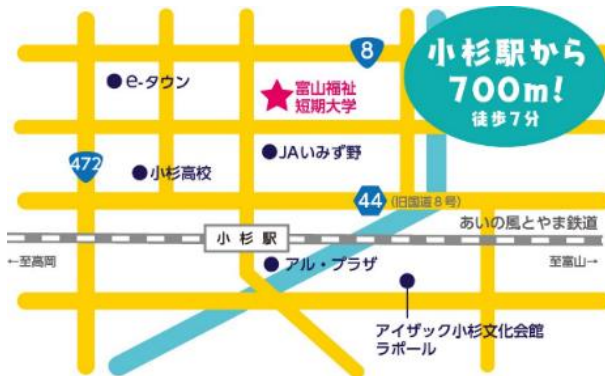 8
小杉駅から
700m!
徒歩7分
e-タウン
富山福祉
短期大学
JAいみず野
472
小杉高校
44 (旧国道8号)
あいの風とやま鉄道
小杉駅
←至高岡
アル・プラザ
至富山→
アイザック小杉文化会館
ラポール